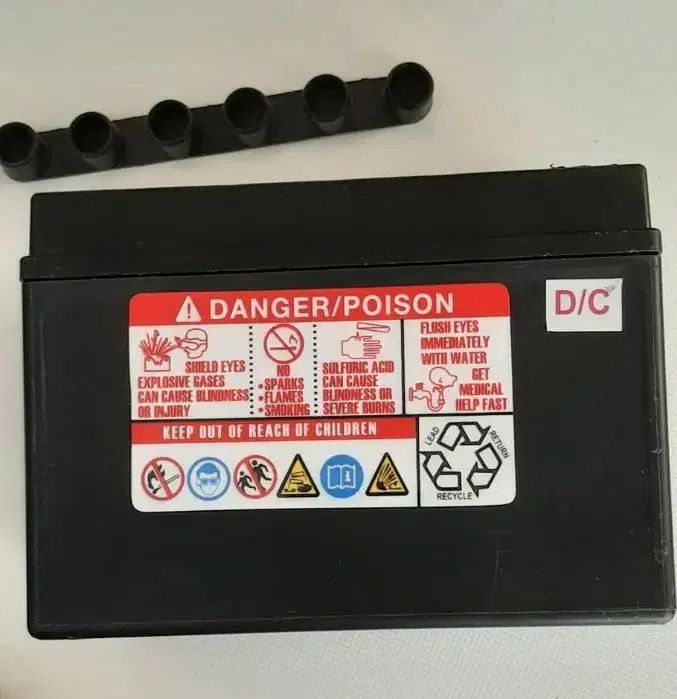 DANGER/POISON
D/C
SHIELD EYES
EXPLOSIVE GASES
CAN CAUSE BLINDNESS
OR INJURY
NO
•SPARKS
•FLAMES
•SMOKING
SULFURIC ACID
CAN CAUSE
BLINDNESS OR
SEVERE BURNS
FLUSH EYES
IMMEDIATELY
WITH WATER
GET
MEDICAL
HELP FAST
KEEP OUT OF REACH OF CHILDREN
LEAD
RETURN
RECYCLE